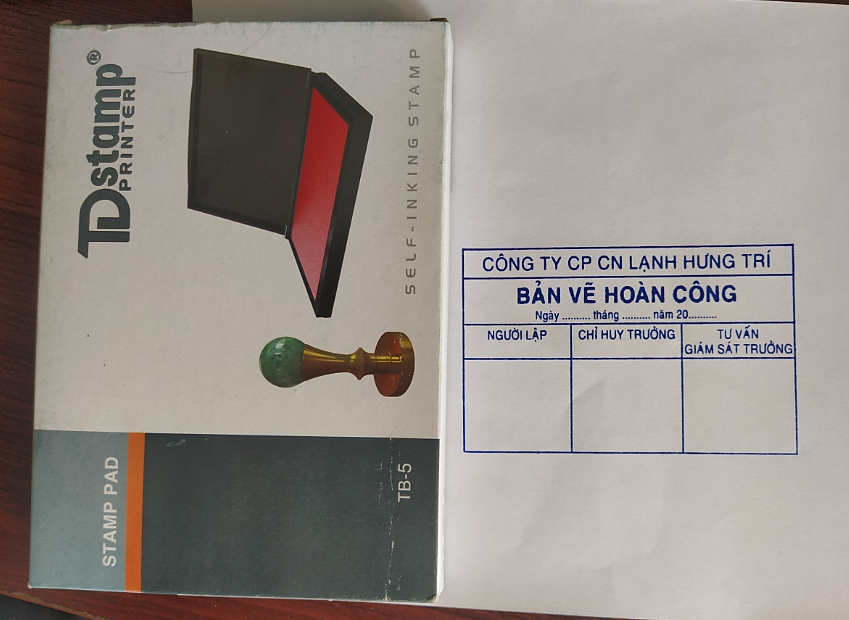 TDstamp®
PRINTER
SELF-INKING STAMP
STAMP PAD
TB-5
CÔNG TY CP CN LẠNH HƯNG TRÍ
BẢN VẼ HOÀN CÔNG
Ngày .......... tháng .......... năm 20..........
NGƯỜI LẬP
CHỈ HUY TRƯỞNG
TƯ VẤN
GIÁM SÁT TRƯỞNG